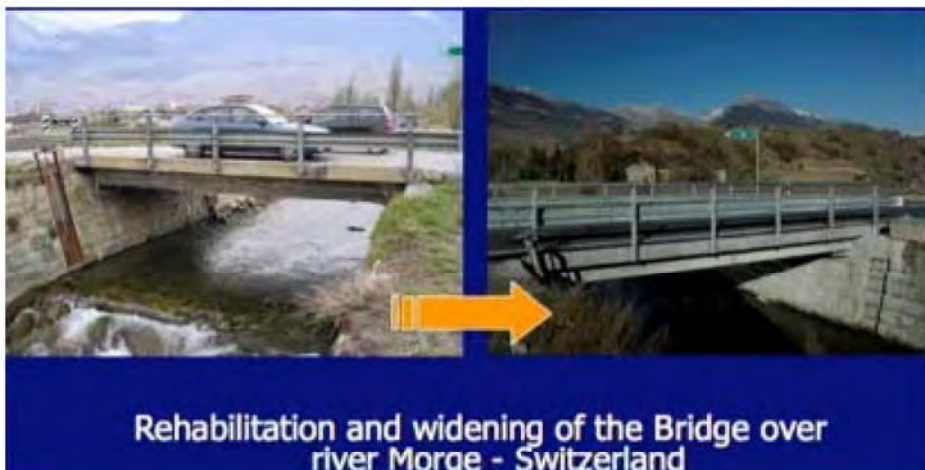 Rehabilitation and widening of the Bridge over
river Morge - Switzerland